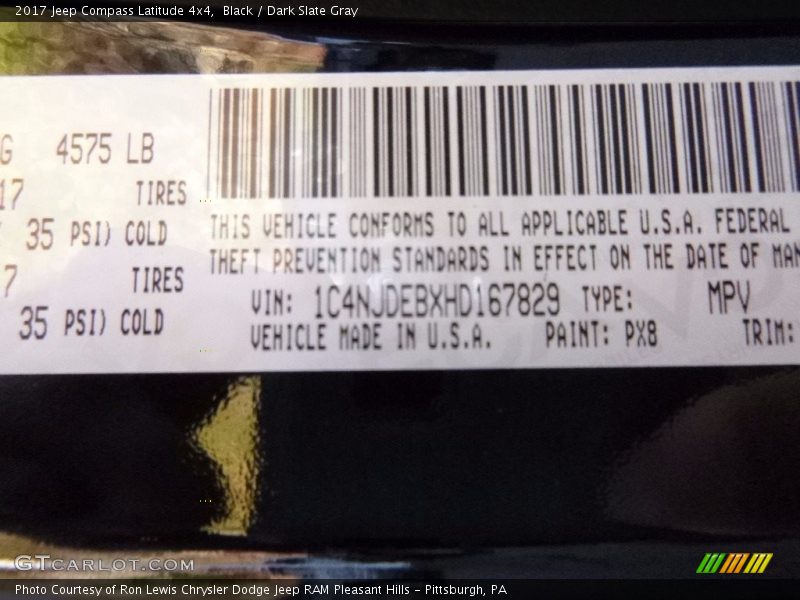 2017 Jeep Compass Latitude 4x4, Black / Dark Slate Gray
G 4575 LB
17 TIRES
35 PSI) COLD
7 TIRES
35 PSI) COLD
THIS VEHICLE CONFORMS TO ALL APPLICABLE U.S.A. FEDERAL
THEFT PREVENTION STANDARDS IN EFFECT ON THE DATE OF MAN
VIN: 1C4NJDEBXHD167829 TYPE: MPV
VEHICLE MADE IN U.S.A. PAINT: PX8 TRIM:
GTCARLOT.COM
Photo Courtesy of Ron Lewis Chrysler Dodge Jeep RAM Pleasant Hills - Pittsburgh, PA